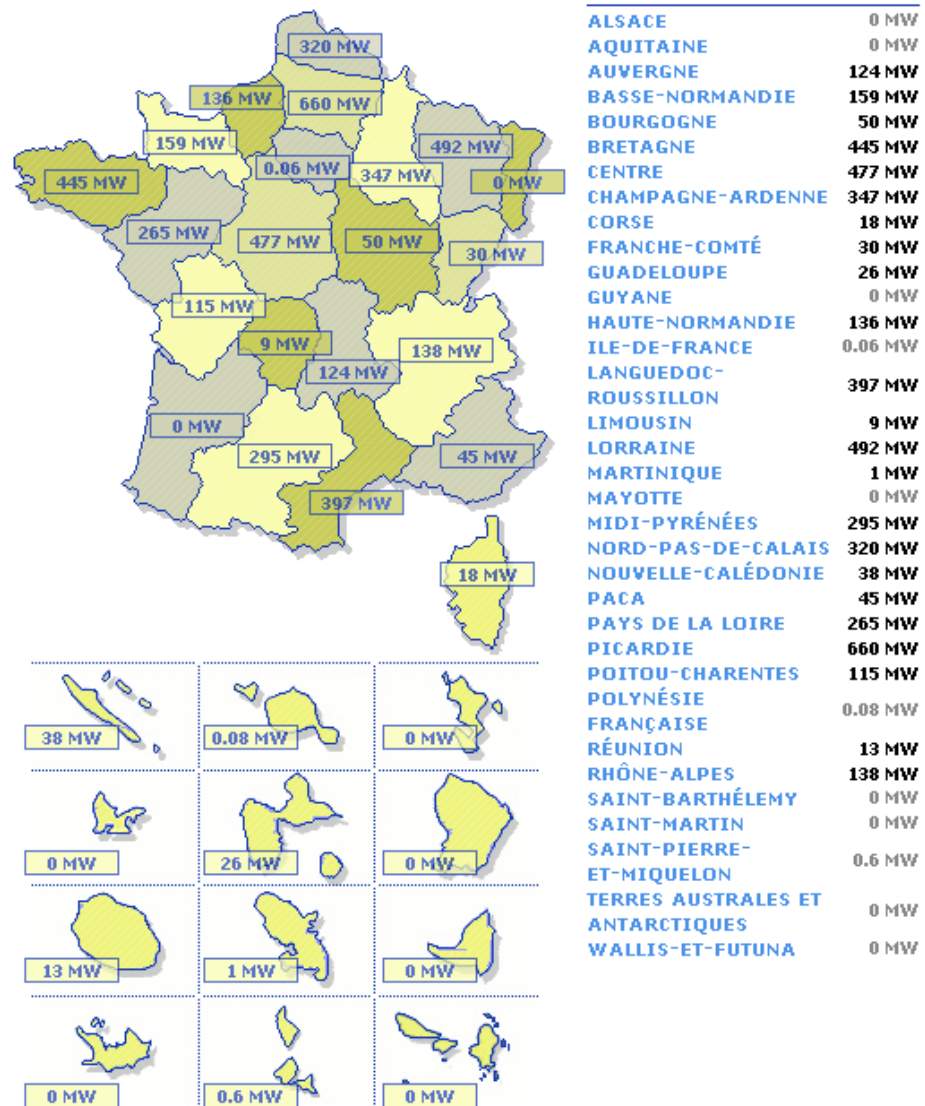 320 MW
136 MW
660 MW
159 MW
492 MW
0.06 MW
347 MW
445 MW
0 MW
265 MW
477 MW
50 MW
30 MW
115 MW
9 MW
138 MW
124 MW
0 MW
295 MW
45 MW
397 MW
18 MW
38 MW
0.08 MW
0 MW
0 MW
26 MW
0 MW
13 MW
1 MW
0 MW
0 MW
0.6 MW
0 MW
ALSACE 0 MW
AQUITAINE 0 MW
AUVERGNE 124 MW
BASSE-NORMANDIE 159 MW
BOURGOGNE 50 MW
BRETAGNE 445 MW
CENTRE 477 MW
CHAMPAGNE-ARDENNE 347 MW
CORSE 18 MW
FRANCHE-COMTÉ 30 MW
GUADELOUPE 26 MW
GUYANE 0 MW
HAUTE-NORMANDIE 136 MW
ILE-DE-FRANCE 0.06 MW
LANGUEDOC-
ROUSSILLON 397 MW
LIMOUSIN 9 MW
LORRAINE 492 MW
MARTINIQUE 1 MW
MAYOTTE 0 MW
MIDI-PYRÉNÉES 295 MW
NORD-PAS-DE-CALAIS 320 MW
NOUVELLE-CALÉDONIE 38 MW
PACA 45 MW
PAYS DE LA LOIRE 265 MW
PICARDIE 660 MW
POITOU-CHARENTES 115 MW
POLYNÉSIE
FRANÇAISE 0.08 MW
RÉUNION 13 MW
RHÔNE-ALPES 138 MW
SAINT-BARTHÉLEMY 0 MW
SAINT-MARTIN 0 MW
SAINT-PIERRE-
ET-MIQUELON 0.6 MW
TERRES AUSTRALES ET
ANTARCTIQUES 0 MW
WALLIS-ET-FUTUNA 0 MW